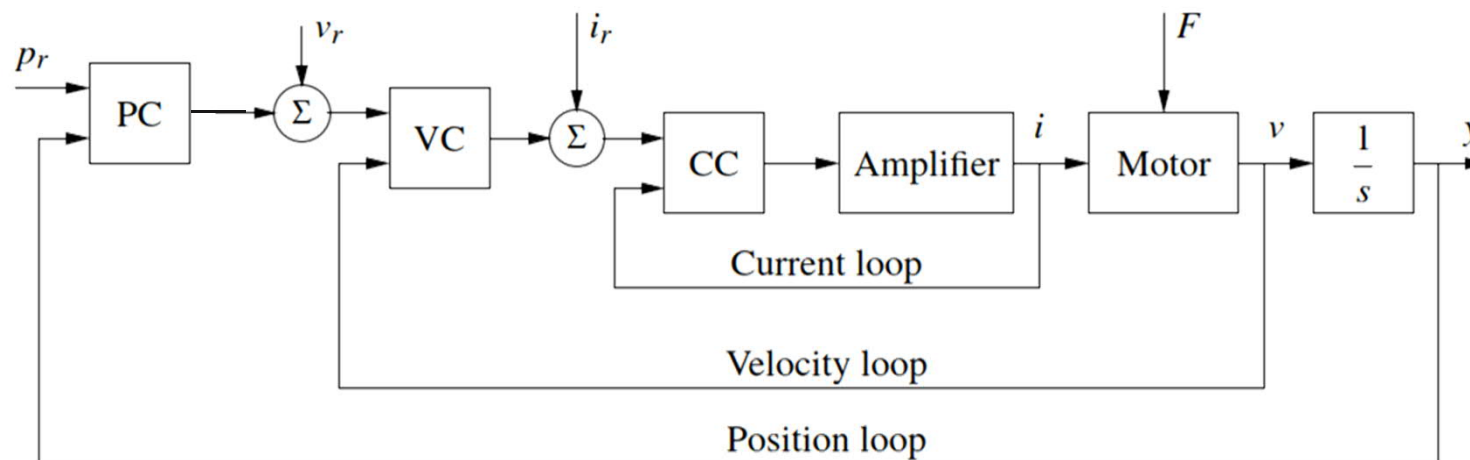 p_r
v_r
i_r
F
PC
Σ
VC
Σ
CC
Amplifier
i
Motor
v
1
s
y
Current loop
Velocity loop
Position loop